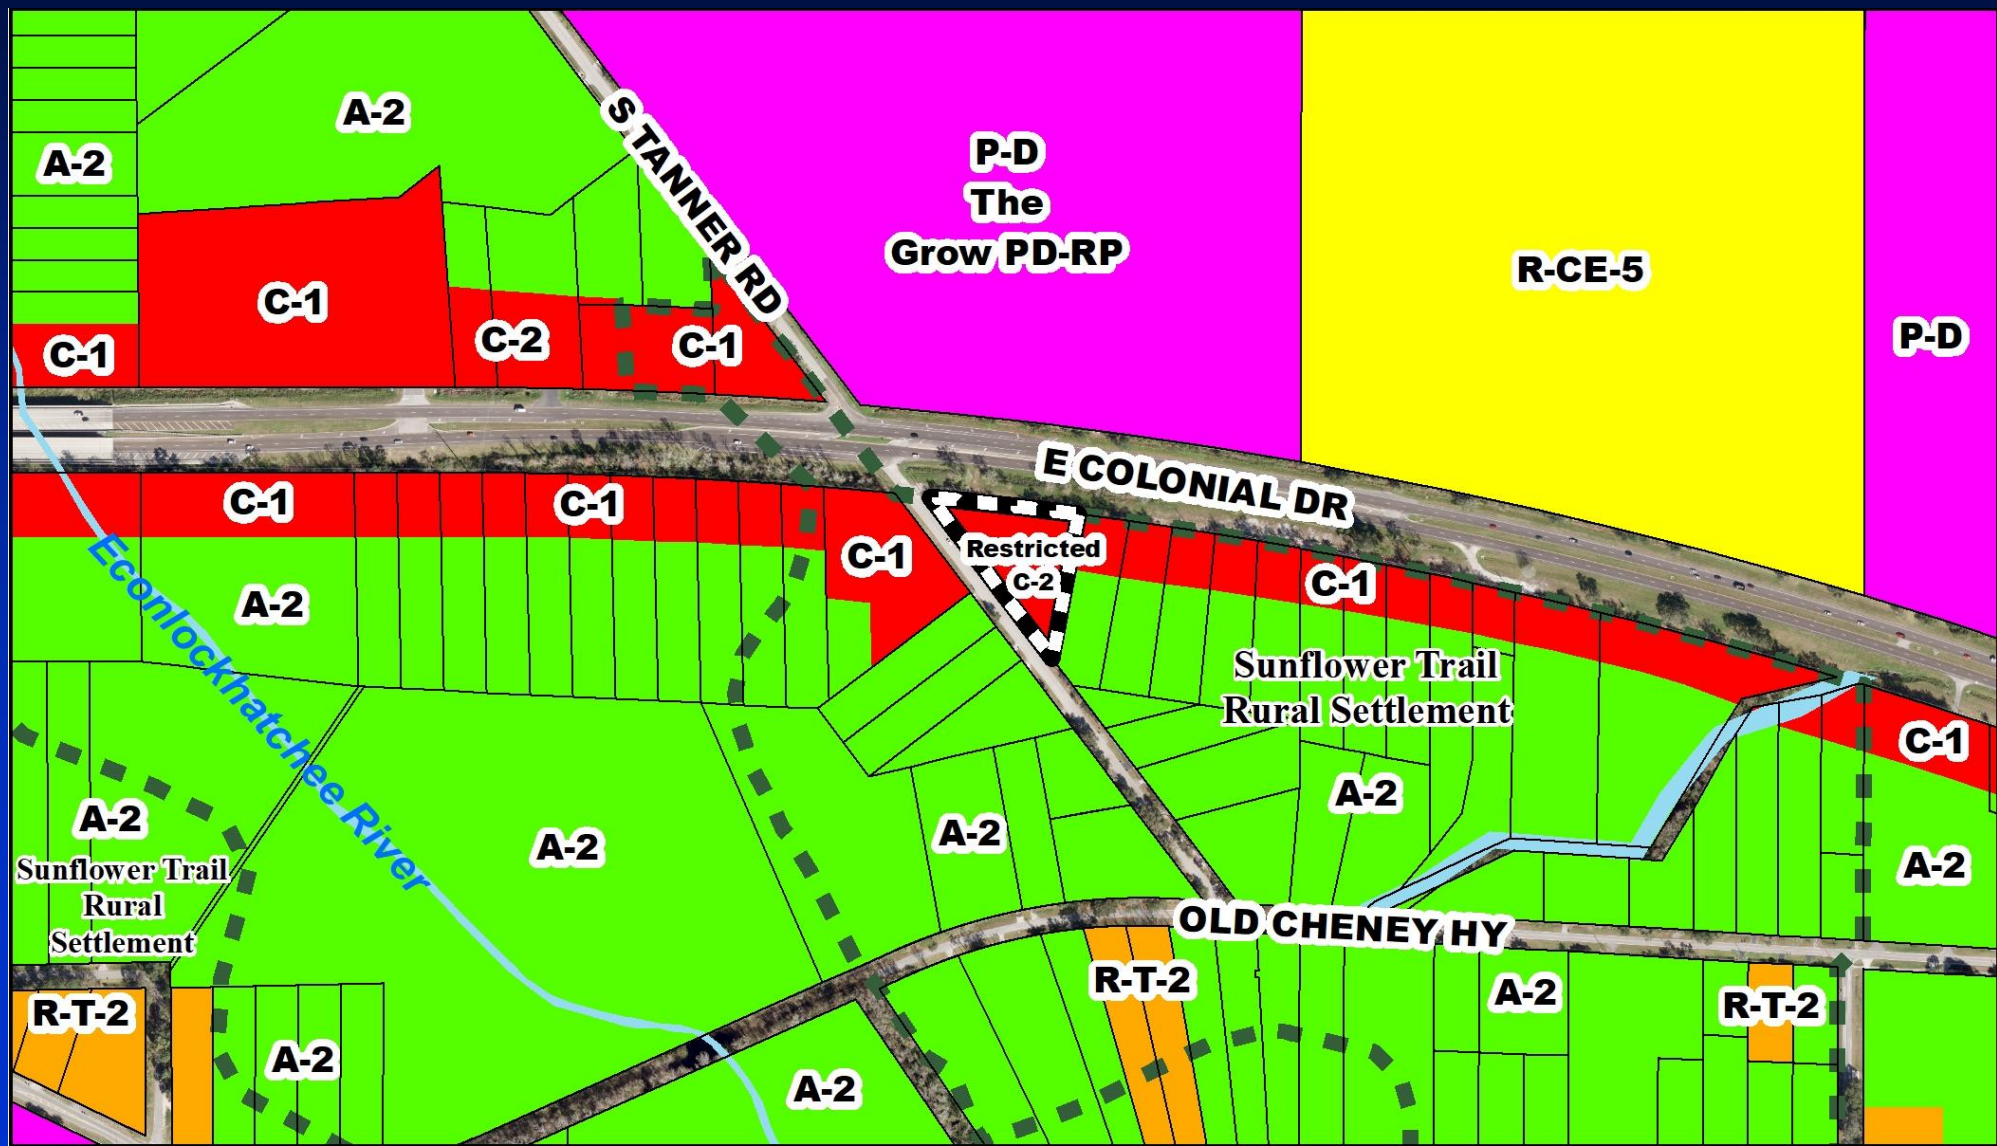 A-2
A-2
S TANNER RD
P-D
The
Grow PD-RP
R-CE-5
P-D
C-1
C-2
C-1
C-1
E COLONIAL DR
C-1
C-1
C-1
Restricted
C-2
C-1
Econlockhatchee River
A-2
Sunflower Trail
Rural Settlement
C-1
A-2
A-2
A-2
A-2
A-2
Sunflower Trail
Rural
Settlement
OLD CHENEY HY
R-T-2
R-T-2
A-2
R-T-2
A-2
A-2